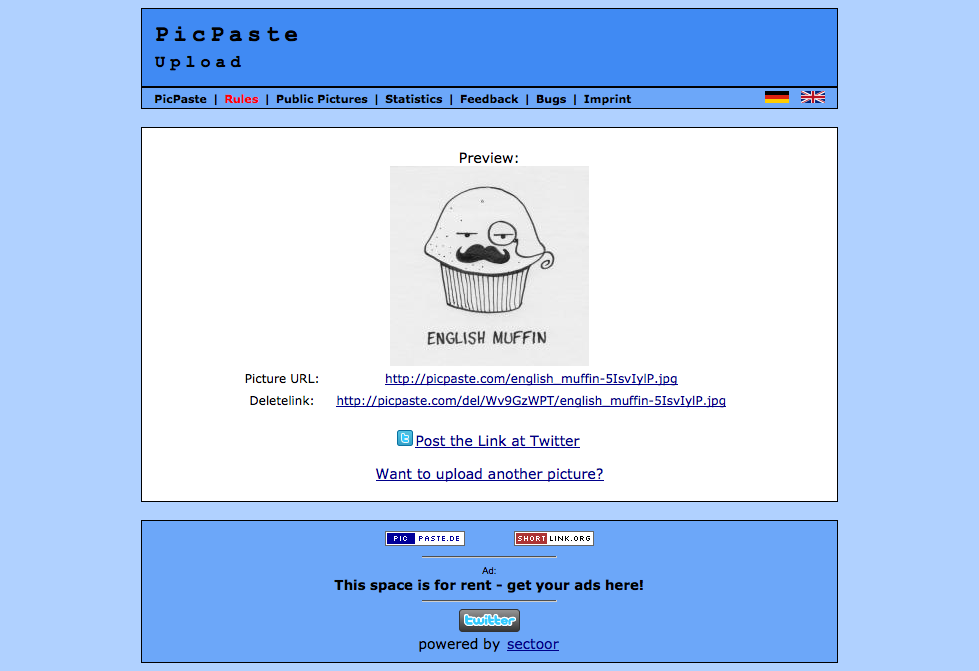 PicPaste
Upload
PicPaste | Rules | Public Pictures | Statistics | Feedback | Bugs | Imprint
Preview:
ENGLISH MUFFIN
Picture URL: http://picpaste.com/english_muffin-5IsvIylP.jpg
Deletelink: http://picpaste.com/del/Wv9GzWPT/english_muffin-5IsvIylP.jpg
t Post the Link at Twitter
Want to upload another picture?
PIC PASTE.DE SHORT LINK.ORG
Ad:
This space is for rent - get your ads here!
twitter
powered by sectoor